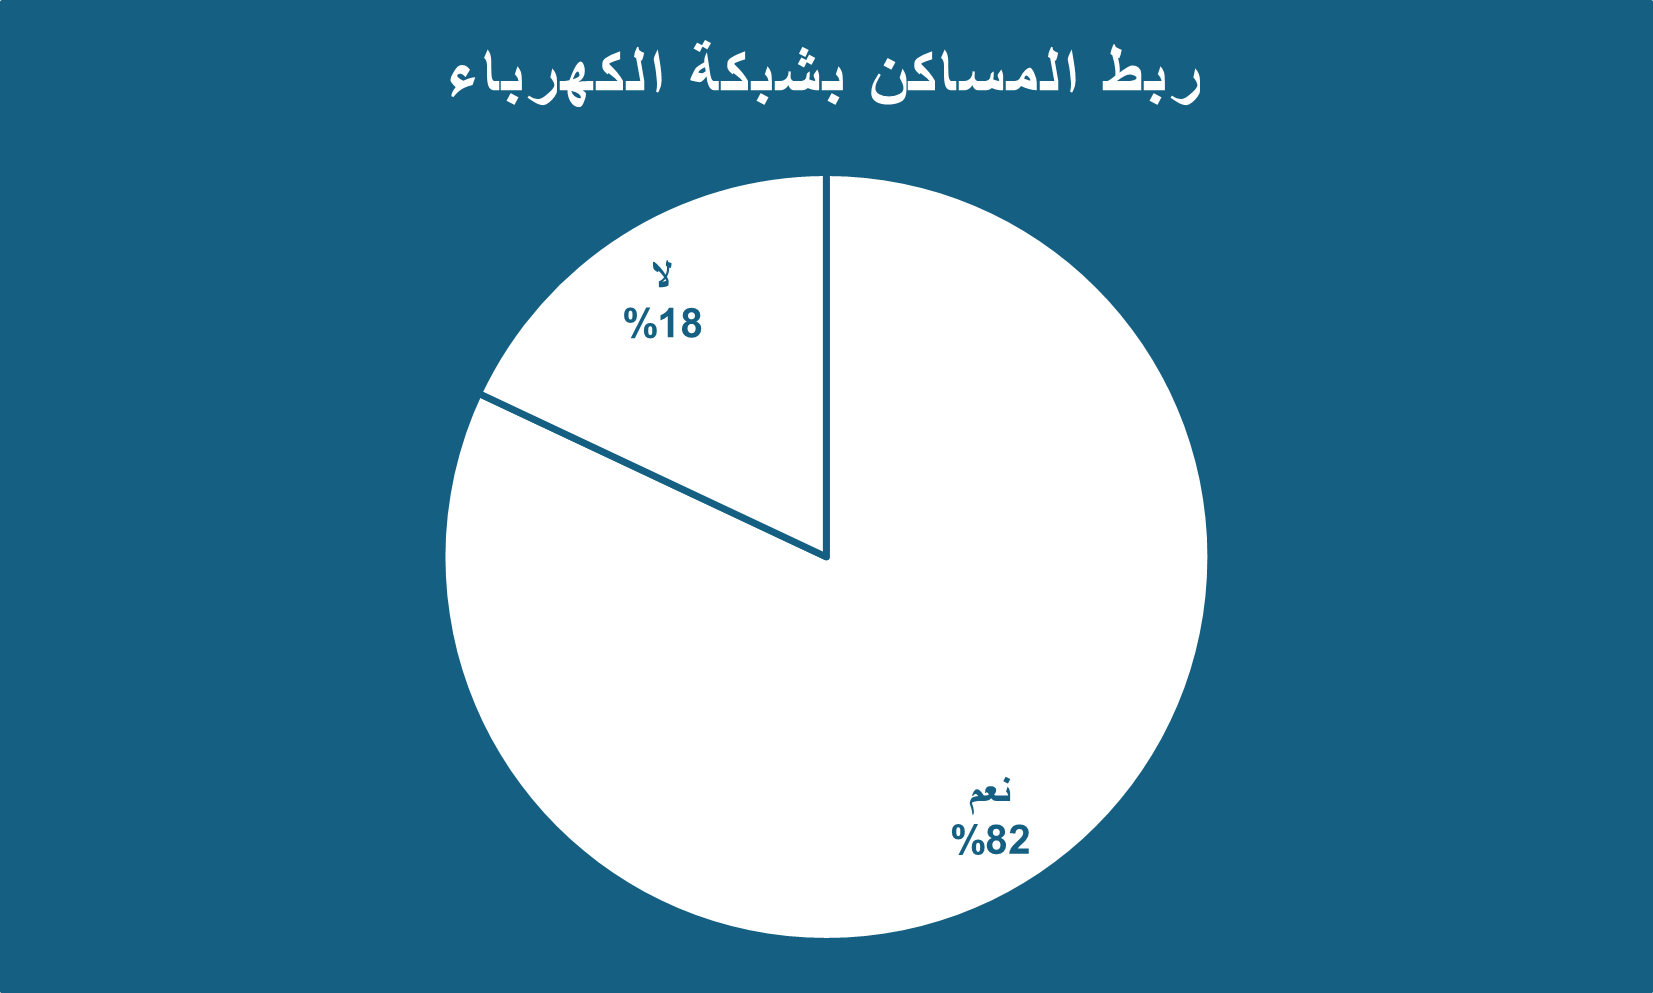 ربط المساكن بشبكة الكهرباء
لا
%18
نعم
%82